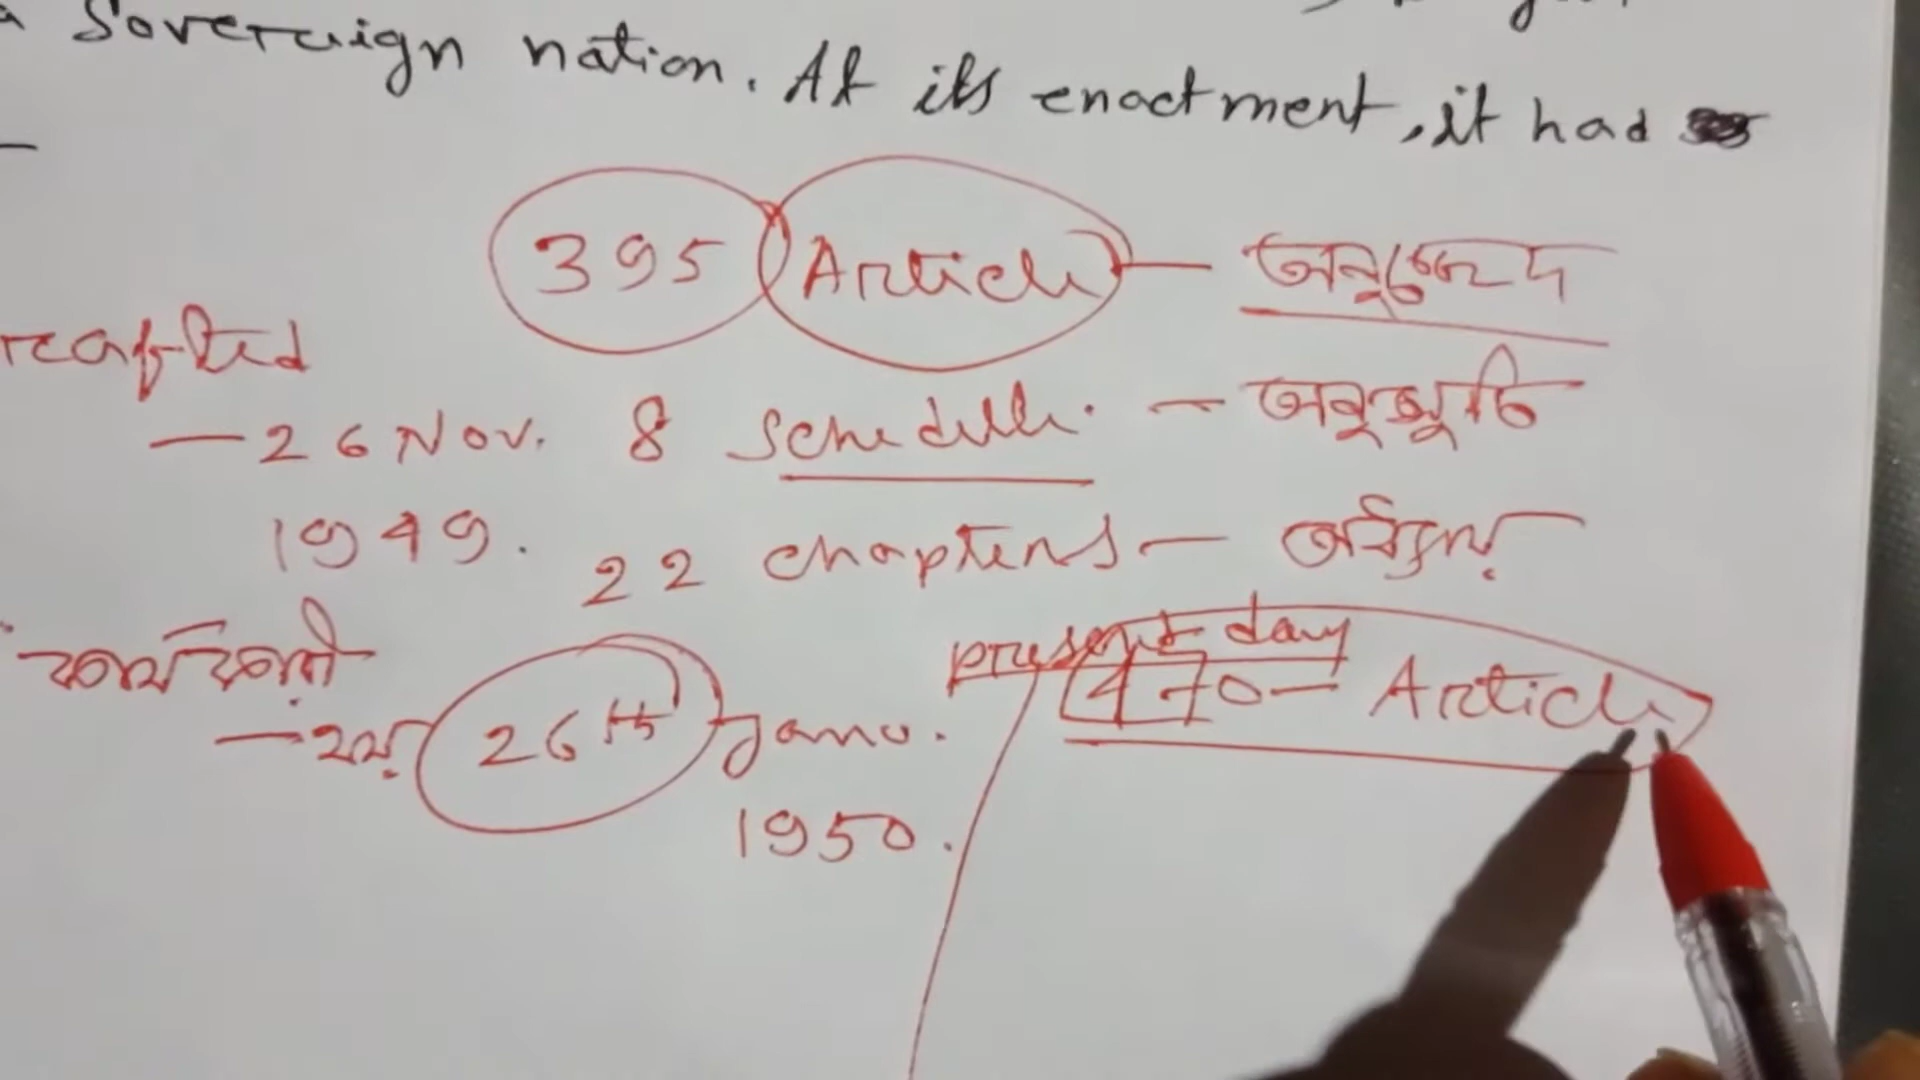 a Sovereign nation. At its enactment, it had
395 Article — অনুচ্ছেদ
— 26 Nov. 8 Schedule. — অনুসূচি
1949. 22 chapters — অধ্যায়
কার্যকরী
— হয় 26th Janu. 1950.
present day
470 — Article